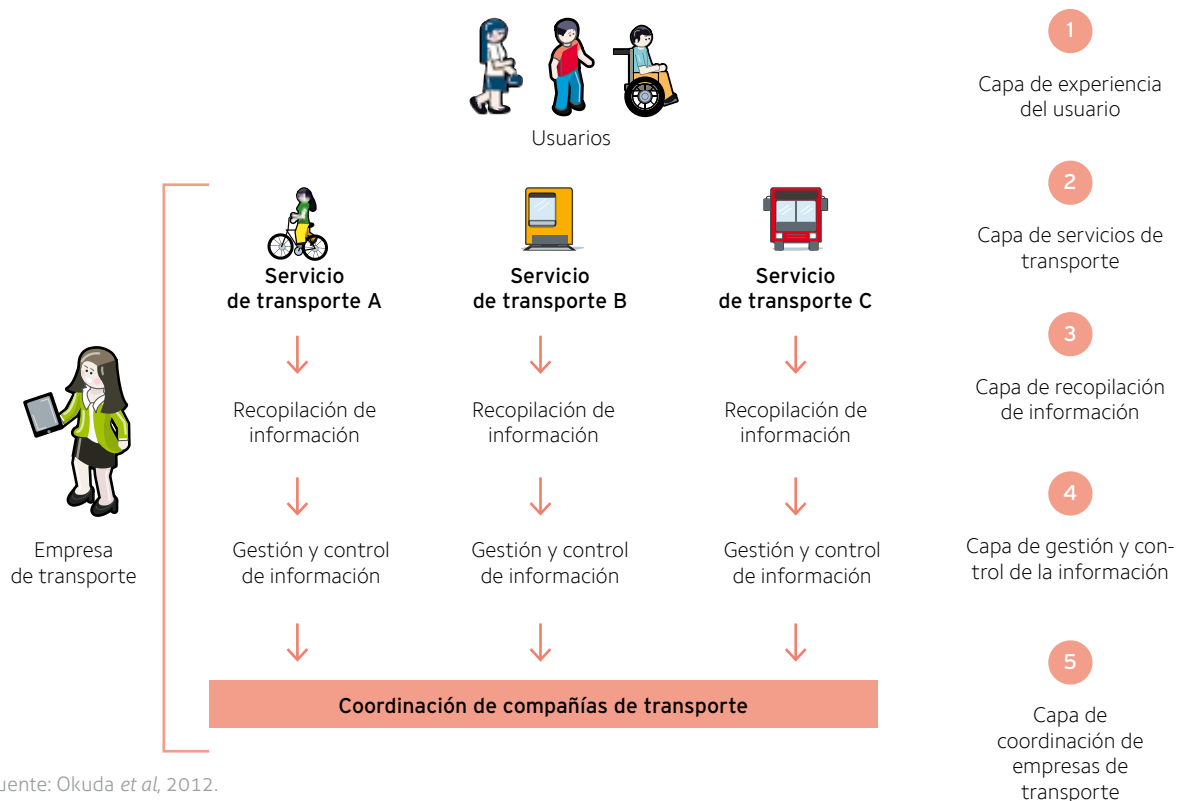 Usuarios
1
Capa de experiencia
del usuario
Servicio
de transporte A
Servicio
de transporte B
Servicio
de transporte C
2
Capa de servicios de
transporte
Recopilación de
información
Recopilación de
información
Recopilación de
información
3
Capa de recopilación
de información
Empresa
de transporte
Gestión y control
de información
Gestión y control
de información
Gestión y control
de información
4
Capa de gestión y con-
trol de la información
Coordinación de compañías de transporte
5
Capa de
coordinación de
empresas de
transporte
uente: Okuda et al, 2012.